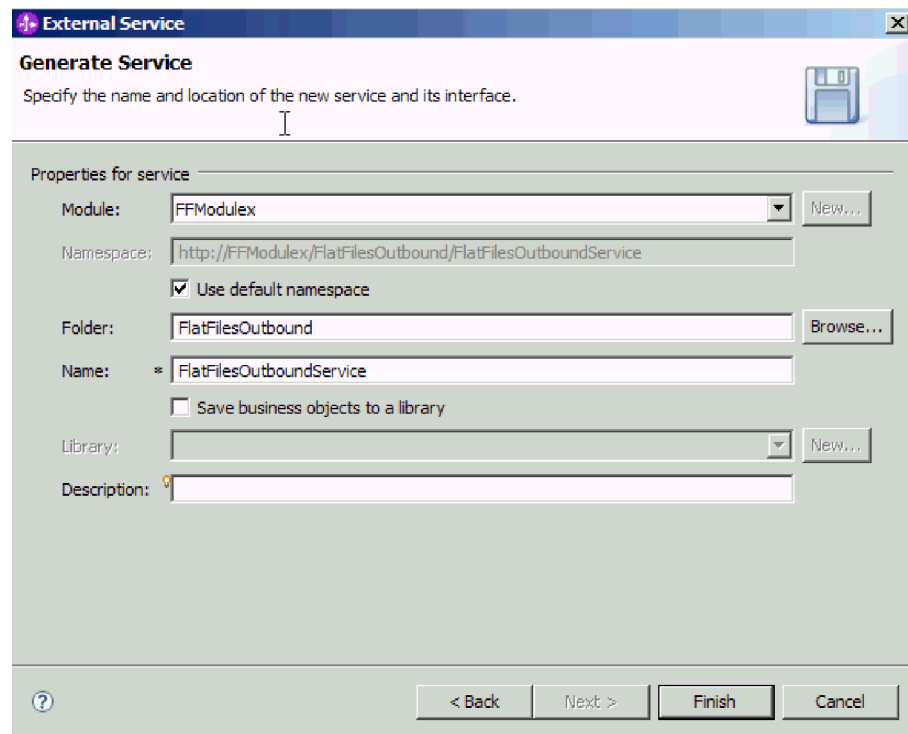 External Service
Generate Service
Specify the name and location of the new service and its interface.
Properties for service
Module: FFModulex New...
Namespace: http://FFModulex/FlatFilesOutbound/FlatFilesOutboundService
Use default namespace
Folder: FlatFilesOutbound Browse...
Name: * FlatFilesOutboundService
Save business objects to a library
Library: New...
Description:
? < Back Next > Finish Cancel